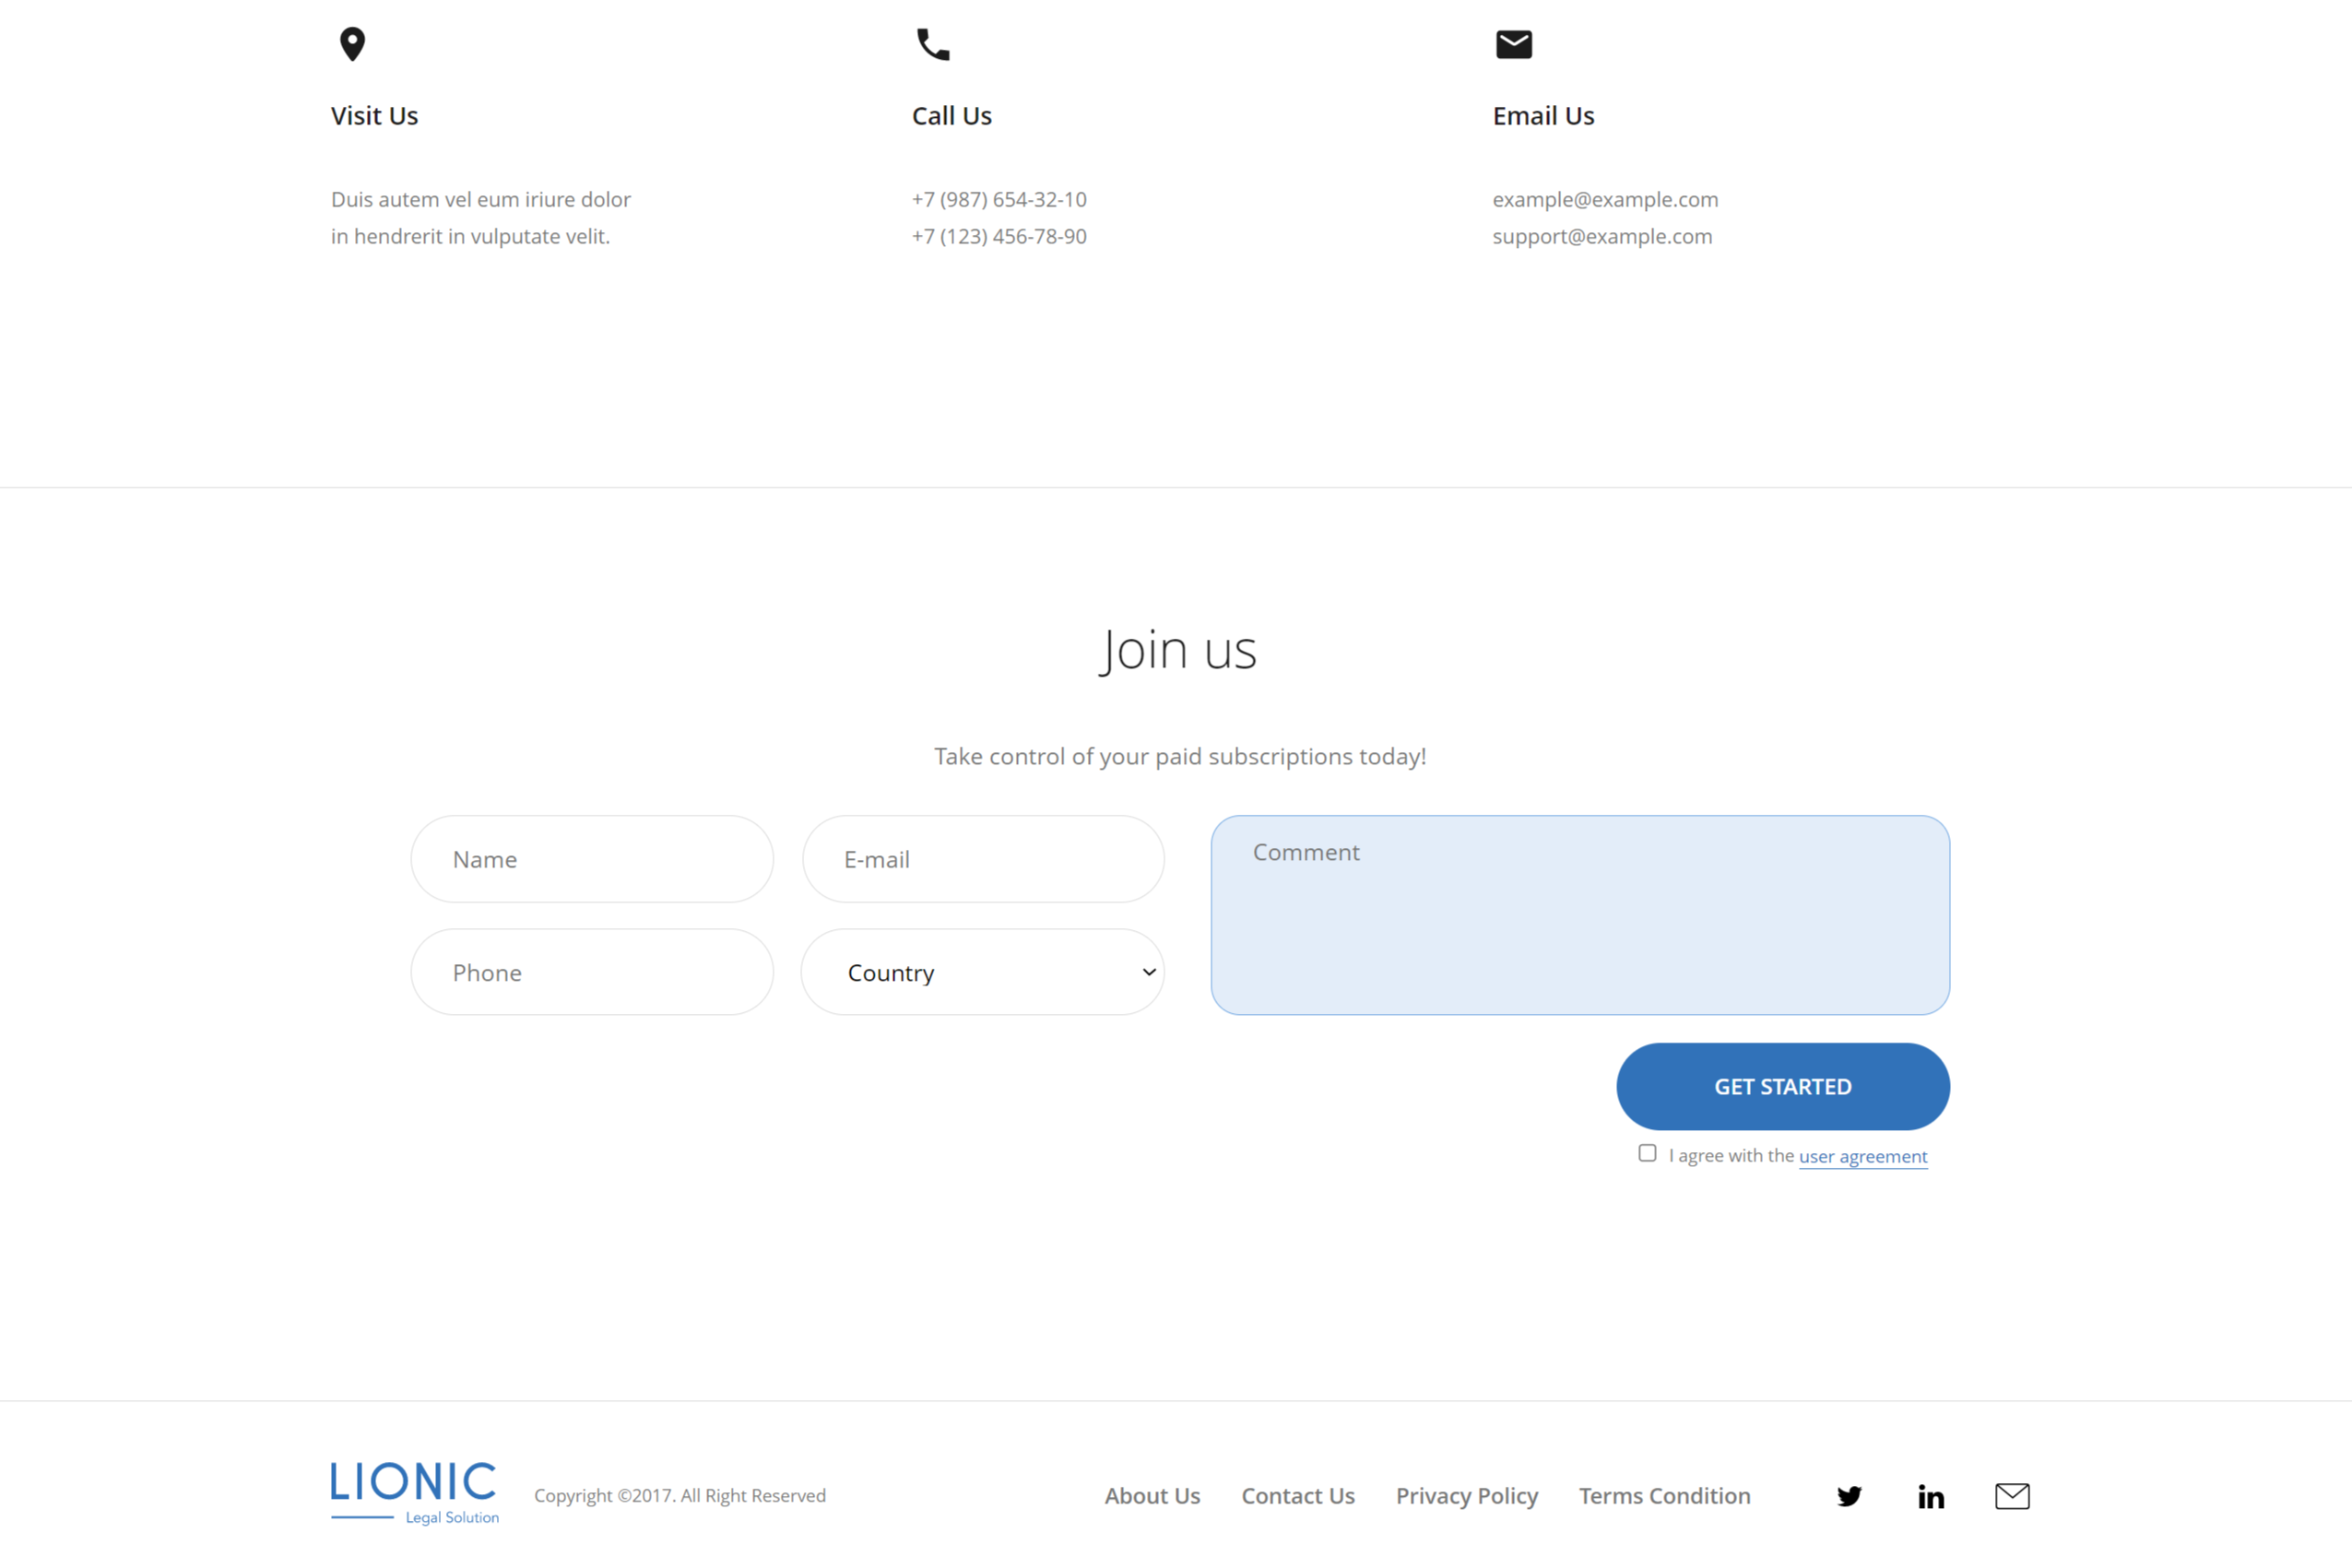 Visit Us
Duis autem vel eum iriure dolor
in hendrerit in vulputate velit.
Call Us
+7 (987) 654-32-10
+7 (123) 456-78-90
Email Us
example@example.com
support@example.com
Join us
Take control of your paid subscriptions today!
Name
E-mail
Phone
Country
Comment
GET STARTED
I agree with the user agreement
LIONIC
Legal Solution
Copyright ©2017. All Right Reserved
About Us
Contact Us
Privacy Policy
Terms Condition
in